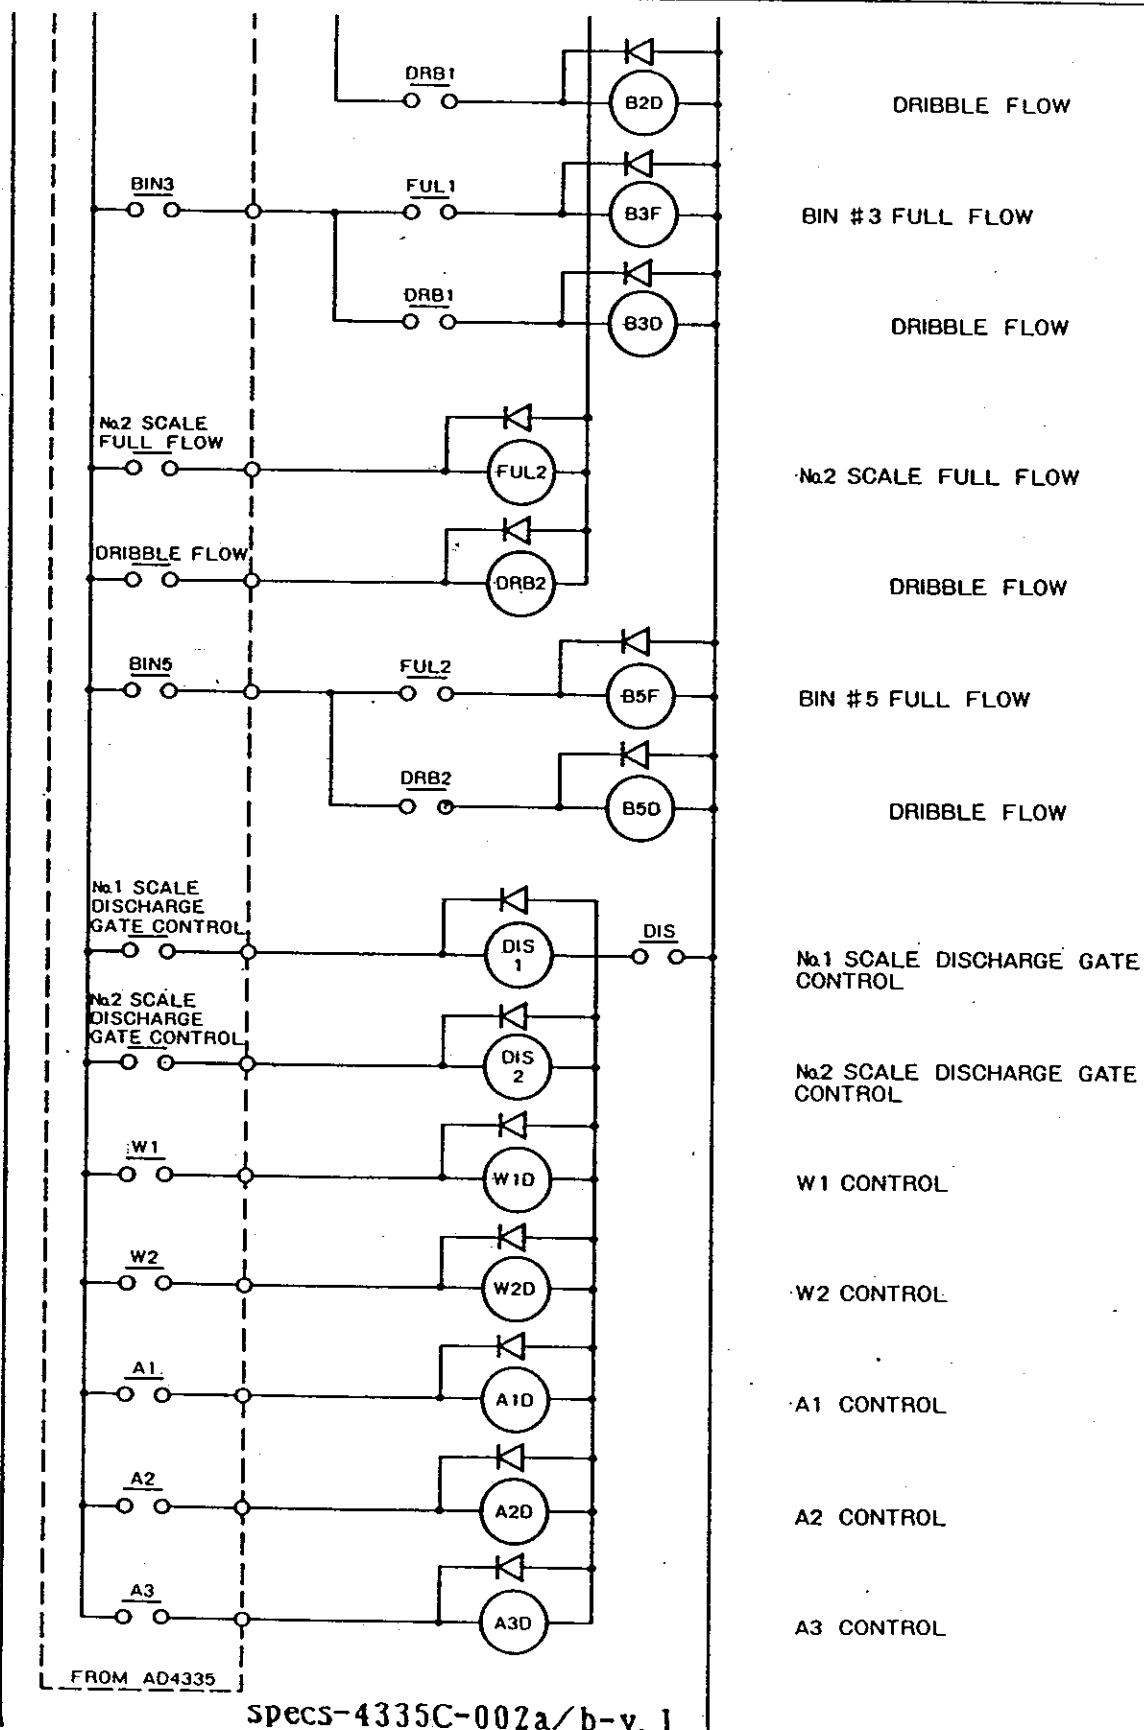 DRB1
B2D
DRIBBLE FLOW
BIN3
FUL1
B3F
BIN #3 FULL FLOW
DRB1
B3D
DRIBBLE FLOW
No.2 SCALE
FULL FLOW
FUL2
No.2 SCALE FULL FLOW
DRIBBLE FLOW
DRB2
DRIBBLE FLOW
BIN5
FUL2
B5F
BIN #5 FULL FLOW
DRB2
B5D
DRIBBLE FLOW
No.1 SCALE
DISCHARGE
GATE CONTROL
DIS
1
DIS
No.1 SCALE DISCHARGE GATE
CONTROL
No.2 SCALE
DISCHARGE
GATE CONTROL
DIS
2
No.2 SCALE DISCHARGE GATE
CONTROL
W1
W1D
W1 CONTROL
W2
W2D
W2 CONTROL
A1
A1D
A1 CONTROL
A2
A2D
A2 CONTROL
A3
A3D
A3 CONTROL
FROM AD4335
specs-4335C-002a/b-v.1